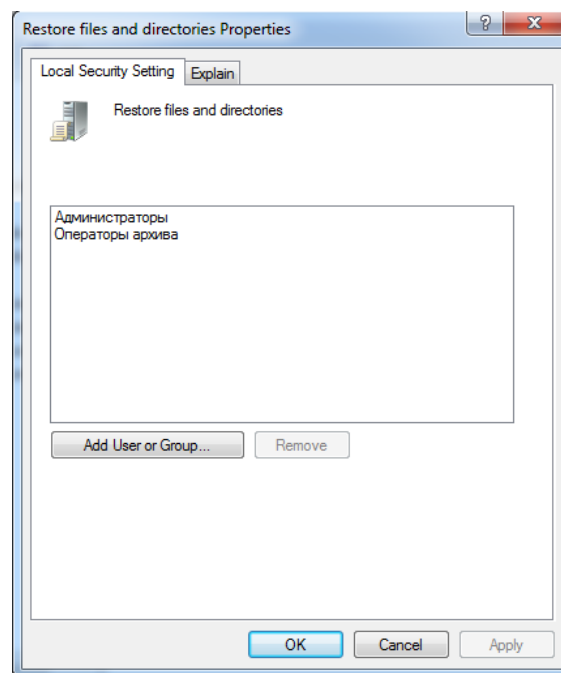 Restore files and directories Properties
Local Security Setting
Explain
Restore files and directories
Администраторы
Операторы архива
Add User or Group...
Remove
OK
Cancel
Apply